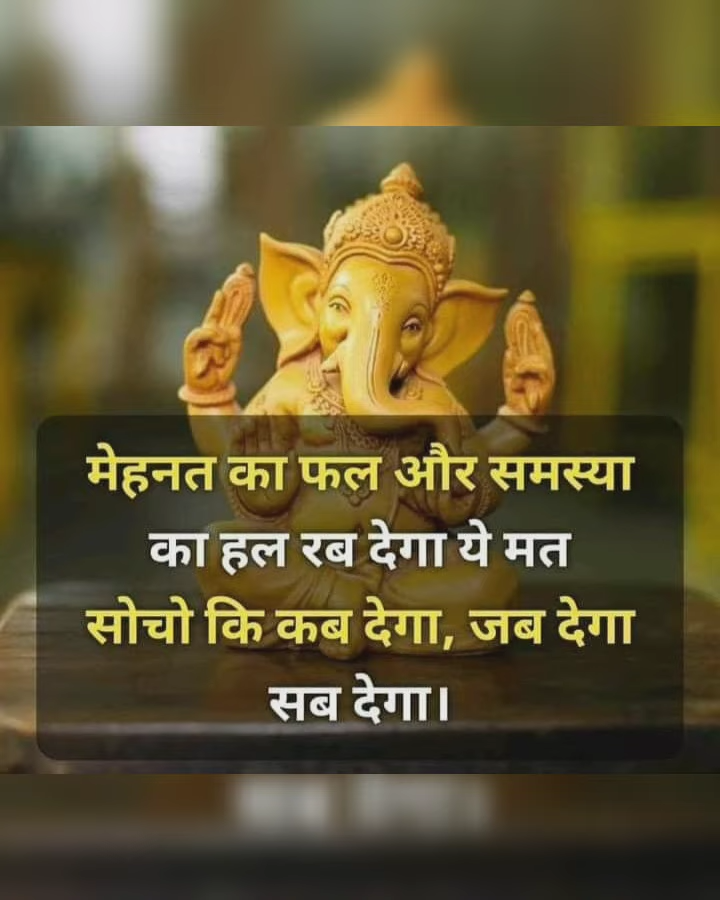 मेहनत का फल और समस्या
का हल रब देगा ये मत
सोचो कि कब देगा, जब देगा
सब देगा।